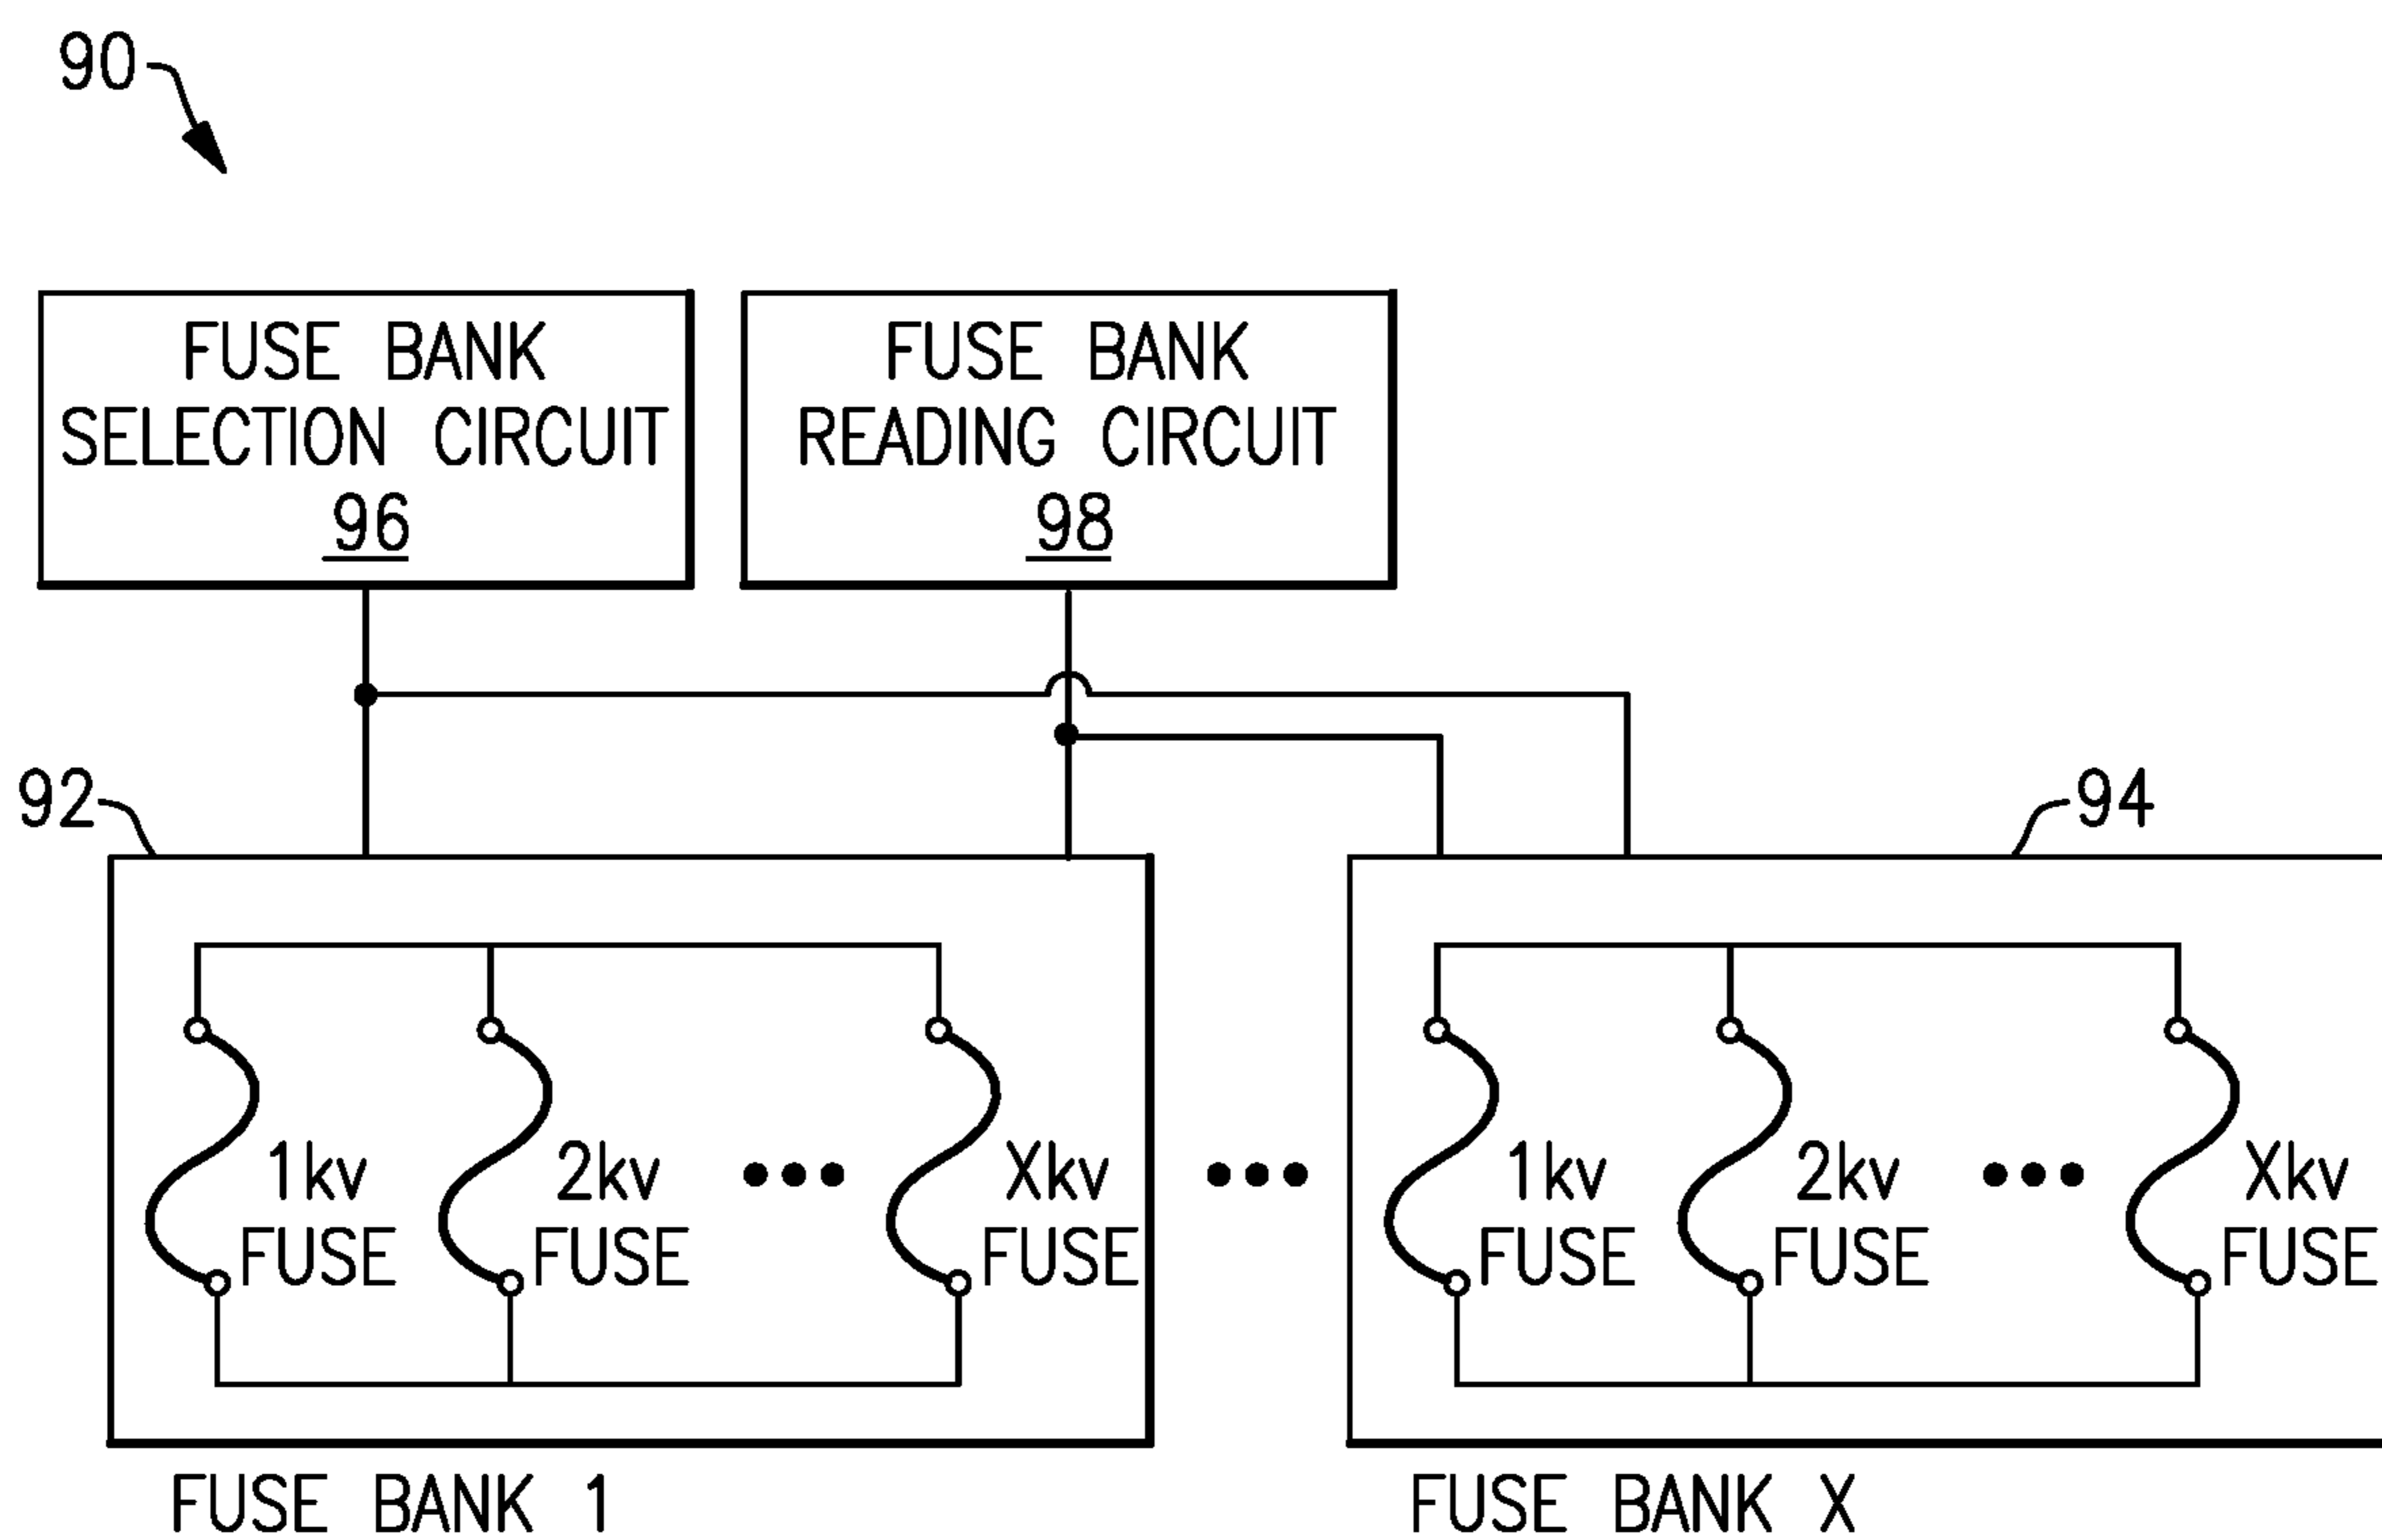 90
FUSE BANK
SELECTION CIRCUIT
96
FUSE BANK
READING CIRCUIT
98
92
94
1kv
FUSE
2kv
FUSE
Xkv
FUSE
1kv
FUSE
2kv
FUSE
Xkv
FUSE
FUSE BANK 1
FUSE BANK X